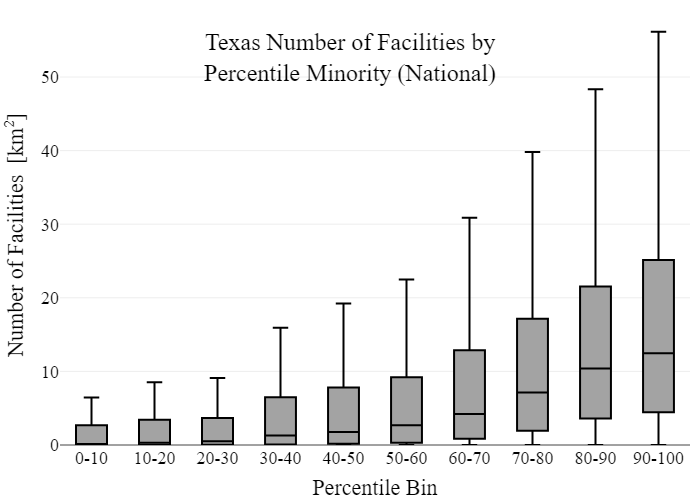 Texas Number of Facilities by
Percentile Minority (National)
Number of Facilities [km²]
50
40
30
20
10
0
0-10 10-20 20-30 30-40 40-50 50-60 60-70 70-80 80-90 90-100
Percentile Bin